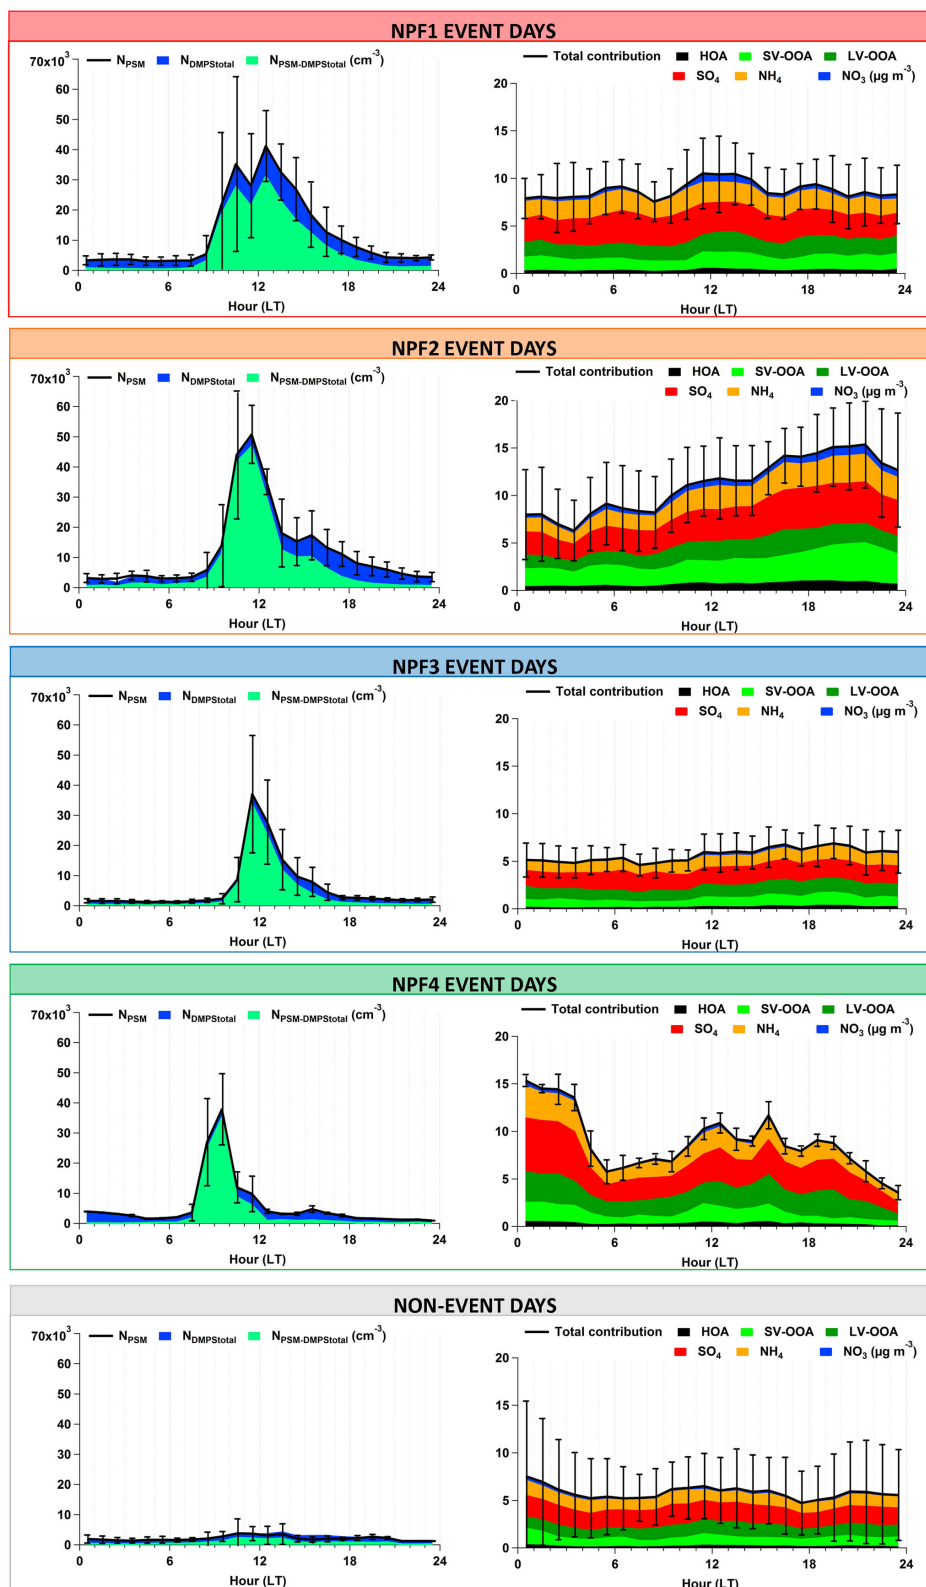 NPF1 EVENT DAYS
70x10³
N_PSM N_DMPStotal N_PSM-DMPStotal (cm⁻³)
60
50
40
30
20
10
0
0 6 12 18 24
Hour (LT)
Total contribution HOA SV-OOA LV-OOA
SO₄ NH₄ NO₃ (µg m⁻³)
20
15
10
5
0
0 6 12 18 24
Hour (LT)
NPF2 EVENT DAYS
70x10³
N_PSM N_DMPStotal N_PSM-DMPStotal (cm⁻³)
60
50
40
30
20
10
0
0 6 12 18 24
Hour (LT)
Total contribution HOA SV-OOA LV-OOA
SO₄ NH₄ NO₃ (µg m⁻³)
20
15
10
5
0
0 6 12 18 24
Hour (LT)
NPF3 EVENT DAYS
70x10³
N_PSM N_DMPStotal N_PSM-DMPStotal (cm⁻³)
60
50
40
30
20
10
0
0 6 12 18 24
Hour (LT)
Total contribution HOA SV-OOA LV-OOA
SO₄ NH₄ NO₃ (µg m⁻³)
20
15
10
5
0
0 6 12 18 24
Hour (LT)
NPF4 EVENT DAYS
70x10³
N_PSM N_DMPStotal N_PSM-DMPStotal (cm⁻³)
60
50
40
30
20
10
0
0 6 12 18 24
Hour (LT)
Total contribution HOA SV-OOA LV-OOA
SO₄ NH₄ NO₃ (µg m⁻³)
20
15
10
5
0
0 6 12 18 24
Hour (LT)
NON-EVENT DAYS
70x10³
N_PSM N_DMPStotal N_PSM-DMPStotal (cm⁻³)
60
50
40
30
20
10
0
0 6 12 18 24
Hour (LT)
Total contribution HOA SV-OOA LV-OOA
SO₄ NH₄ NO₃ (µg m⁻³)
20
15
10
5
0
0 6 12 18 24
Hour (LT)